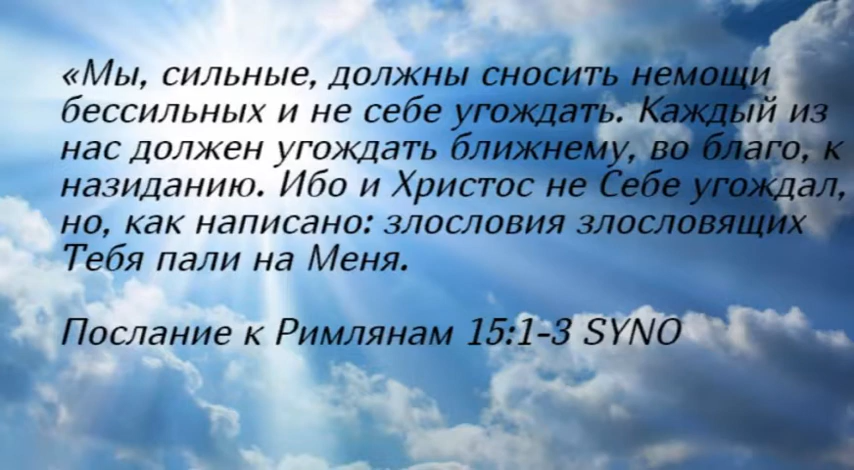 «Мы, сильные, должны сносить немощи
бессильных и не себе угождать. Каждый из
нас должен угождать ближнему, во благо, к
назиданию. Ибо и Христос не Себе угождал,
но, как написано: злословия злословящих
Тебя пали на Меня.
Послание к Римлянам 15:1-3 SYNO